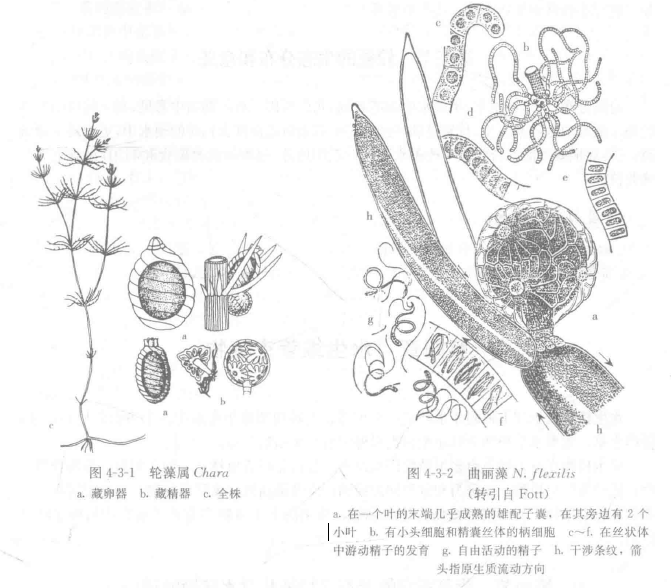 c
b
d
e
h
a
g
a
a
b
c
f
h
图 4-3-1 轮藻属 Chara
a. 藏卵器 b. 藏精器 c. 全株
图 4-3-2 曲丽藻 N. flexilis
(转引自 Fott)
a. 在一个叶的末端几乎成熟的雄配子囊，在其旁边有 2 个
小叶 b. 有小头细胞和精囊丝体的柄细胞 c～f. 在丝状体
中游动精子的发育 g. 自由活动的精子 h. 干涉条纹，箭
头指原生质流动方向